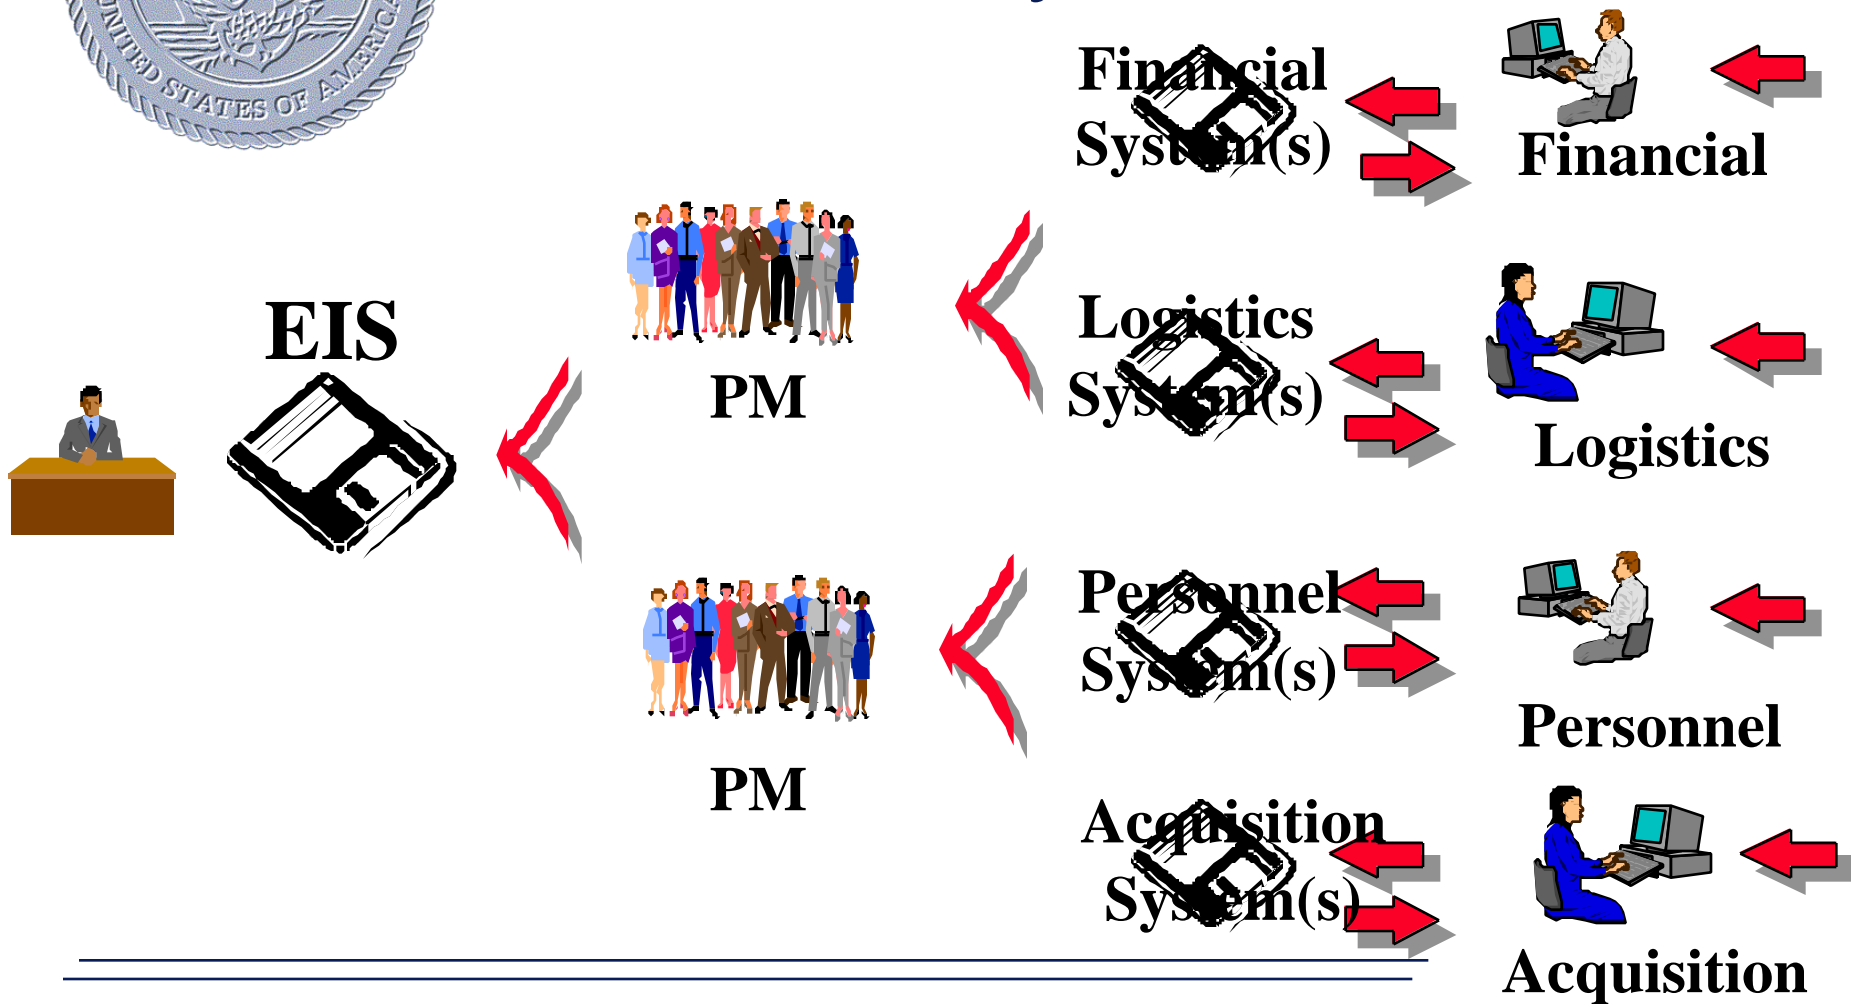 UNITED STATES OF AMERICA
Financial
System(s)
Financial
EIS
PM
Logistics
System(s)
Logistics
PM
Personnel
System(s)
Personnel
Acquisition
System(s)
Acquisition